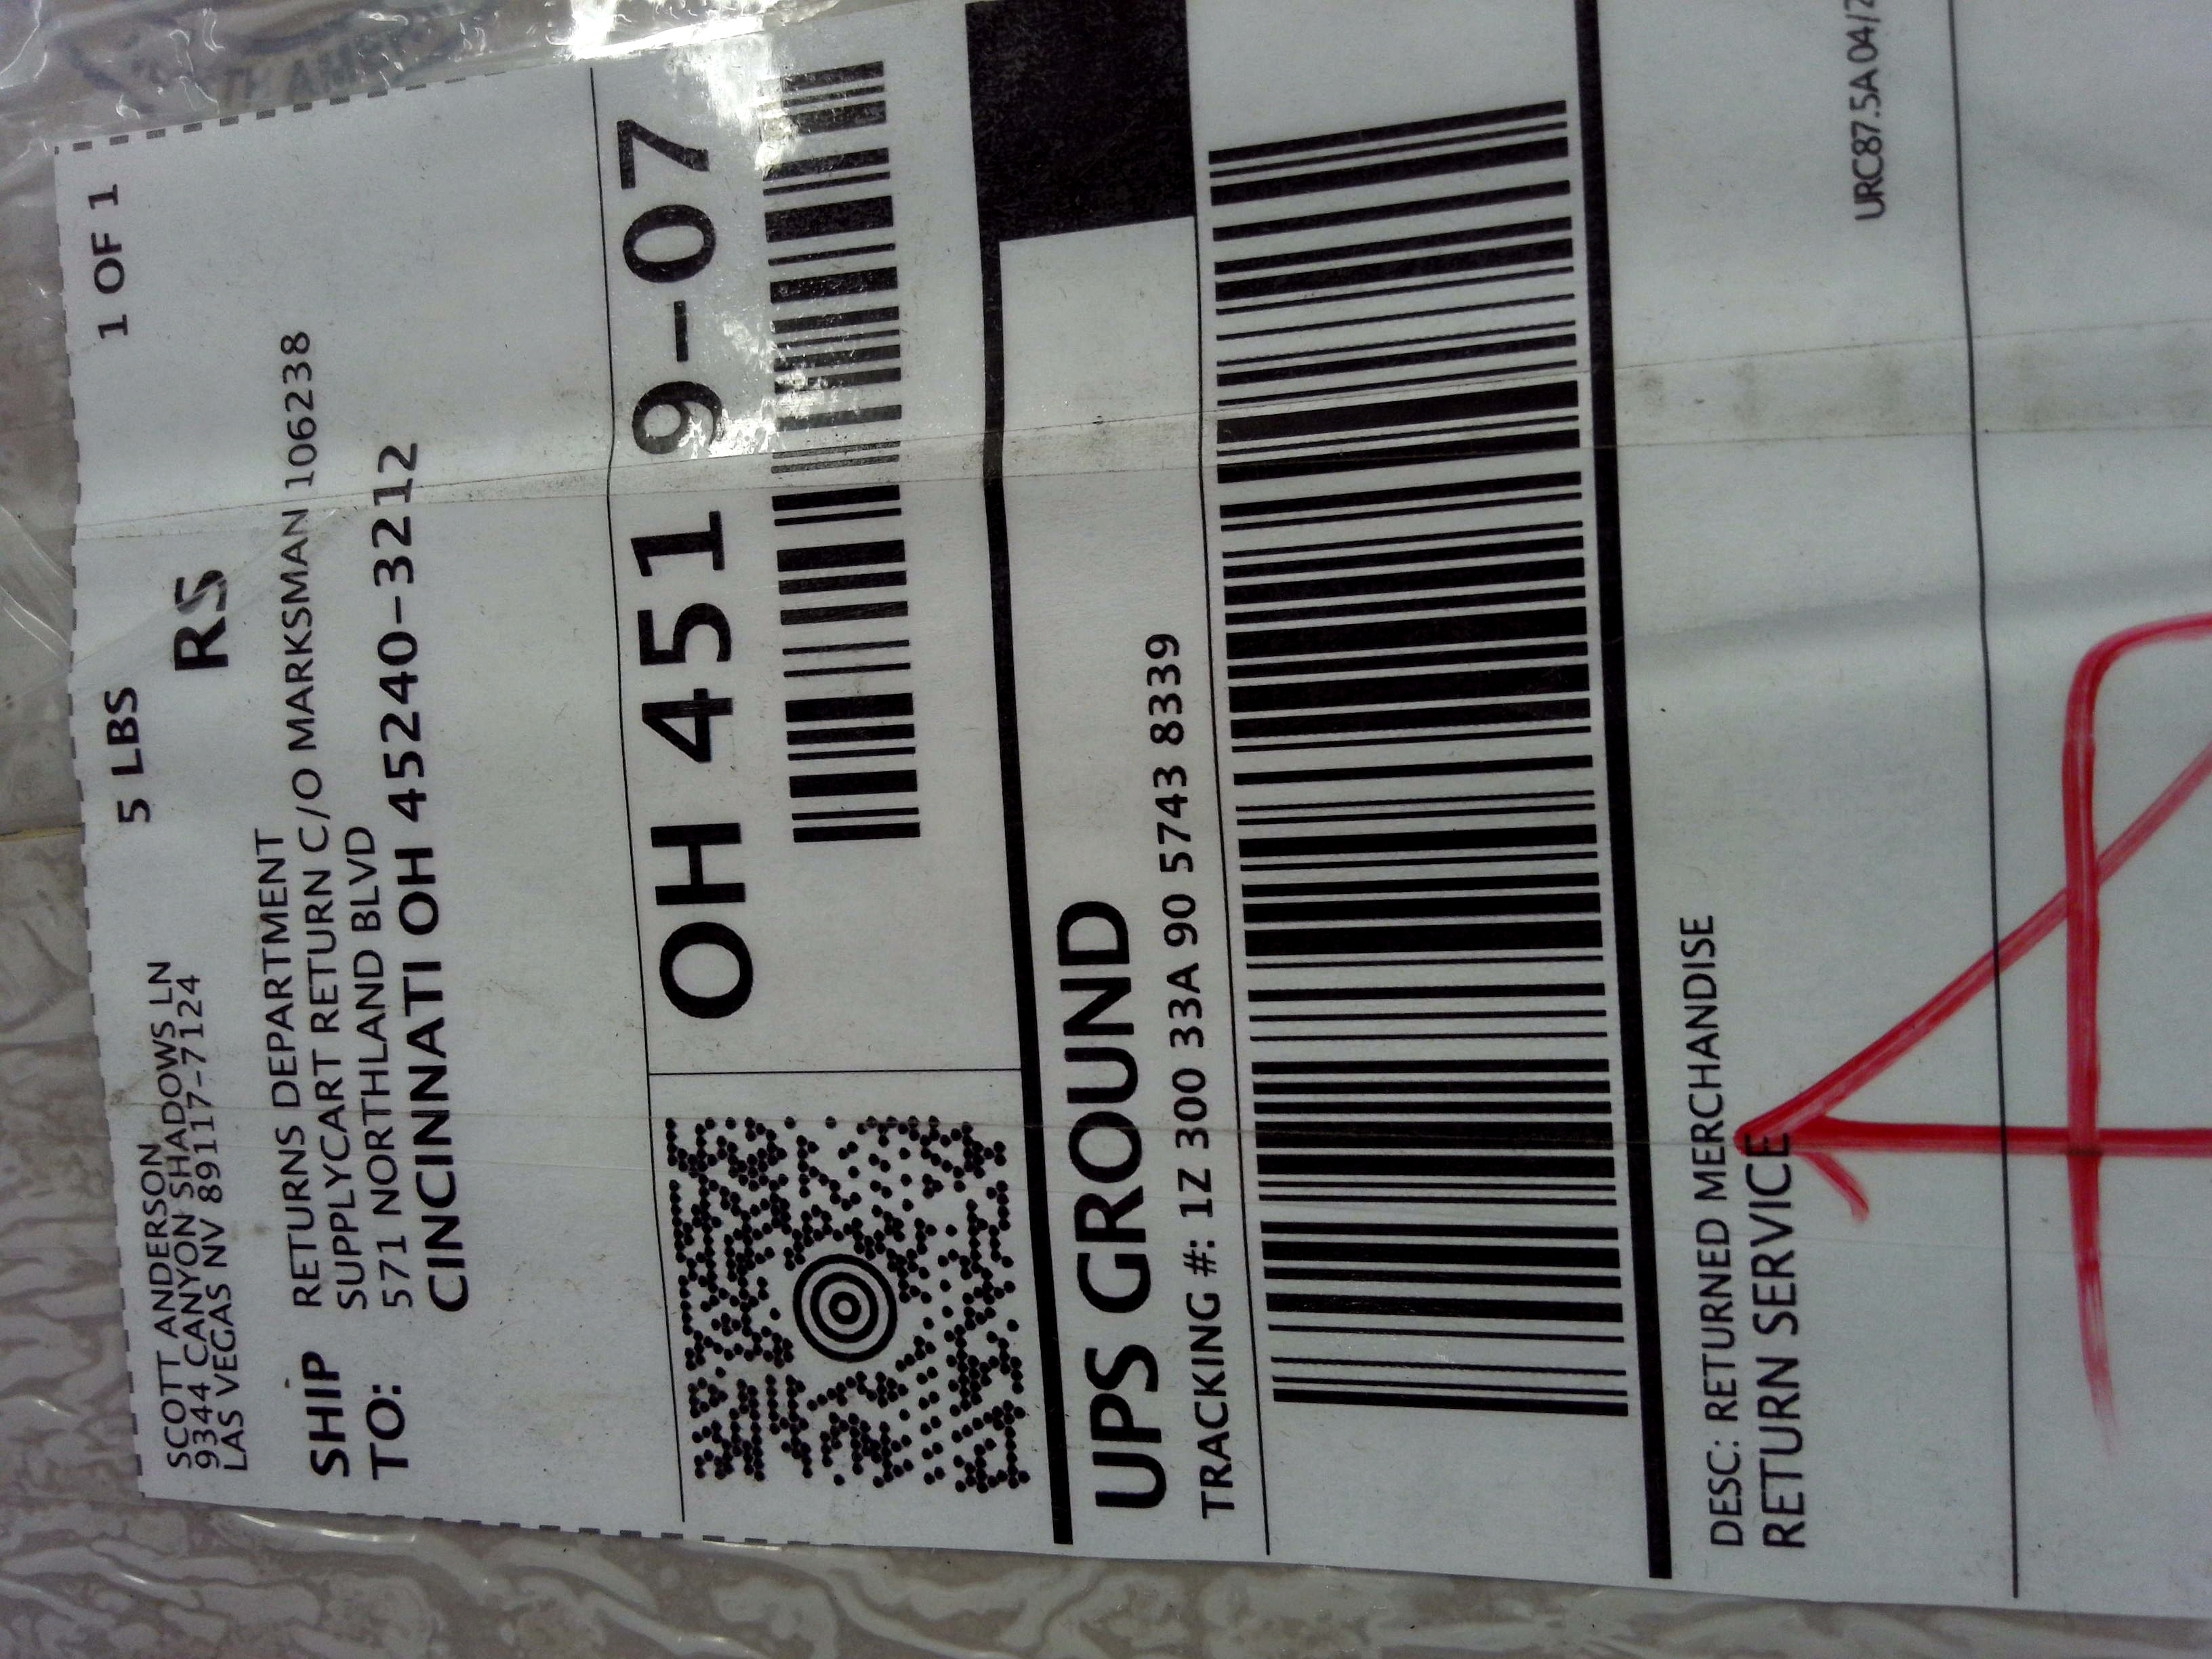 SCOTT ANDERSON
9344 CANYON SHADOWS LN
LAS VEGAS NV 89117-7124
5 LBS
1 OF 1
RS
SHIP TO:
RETURNS DEPARTMENT
SUPPLYCART RETURN C/O MARKSMAN 106238
571 NORTHLAND BLVD
CINCINNATI OH 45240-3212
OH 451 9-07
UPS GROUND
TRACKING #: 1Z 300 33A 90 5743 8339
DESC: RETURNED MERCHANDISE
RETURN SERVICE
URC87.5A 04/2